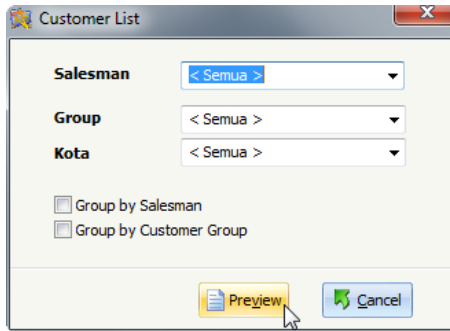 Customer List
Salesman < Semua >
Group < Semua >
Kota < Semua >
Group by Salesman
Group by Customer Group
Preview Cancel